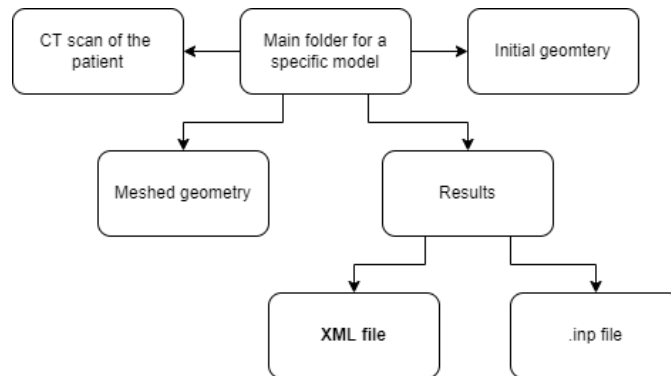 CT scan of the
patient
Main folder for a
specific model
Initial geomtery
Meshed geometry
Results
XML file
.inp file